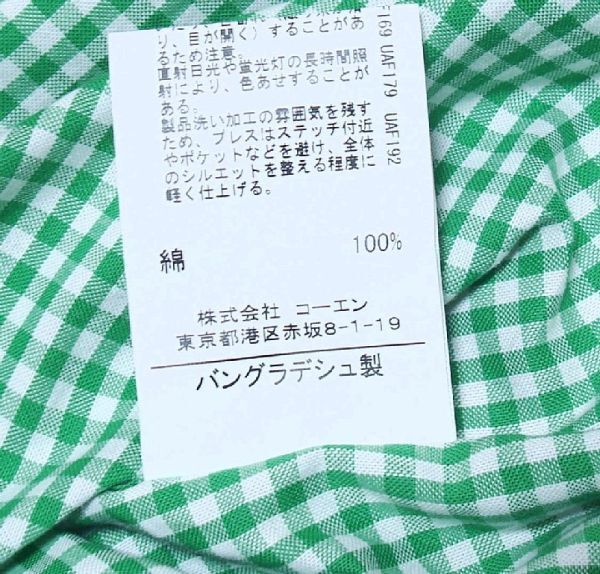 り、目が開く）することがあ
るため注意。
直射日光や蛍光灯の長時間照
射により、色あせすることが
ある。
製品洗い加工の雰囲気を残す
ため、プレスはステッチ付近
やポケットなどを避け、全体
のシルエットを整える程度に
軽く仕上げる。
綿 100%
株式会社 コーエン
東京都港区赤坂8-1-19
バングラデシュ製
F169 UAF179 UAF192